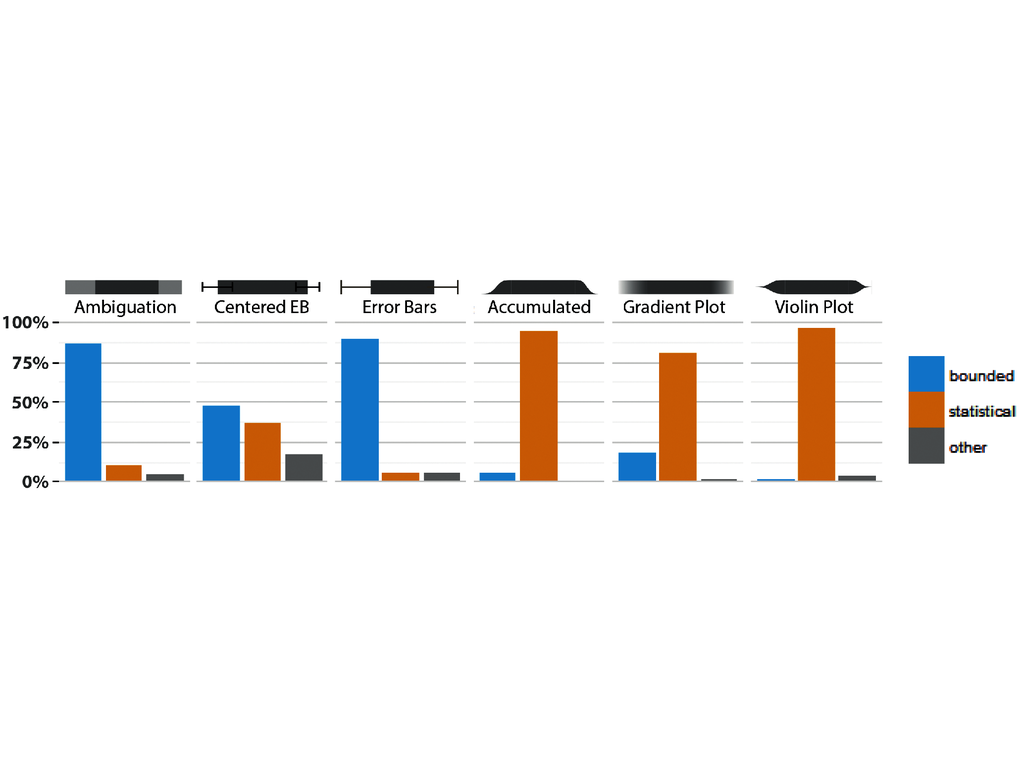 Ambiguation Centered EB Error Bars Accumulated Gradient Plot Violin Plot
100%
75%
50%
25%
0%
bounded
statistical
other